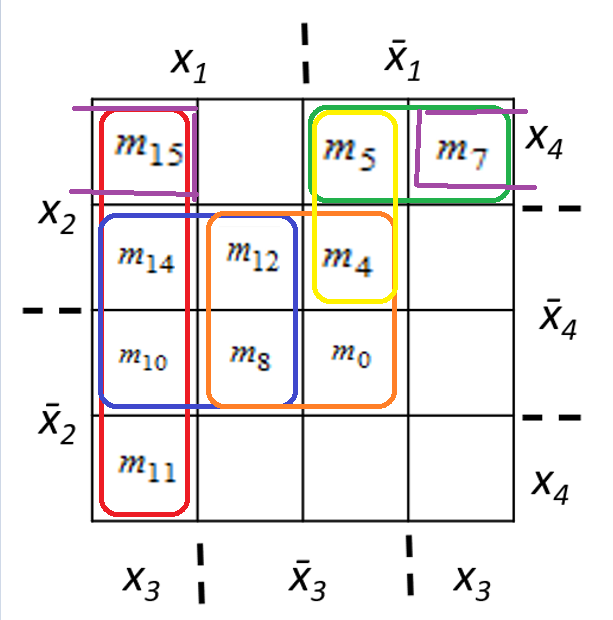 x₁ x̄₁
m₁₅ m₅ m₇ x₄
x₂
m₁₄ m₁₂ m₄
x̄₄
m₁₀ m₈ m₀
x̄₂
m₁₁ x₄
x₃ x̄₃ x₃